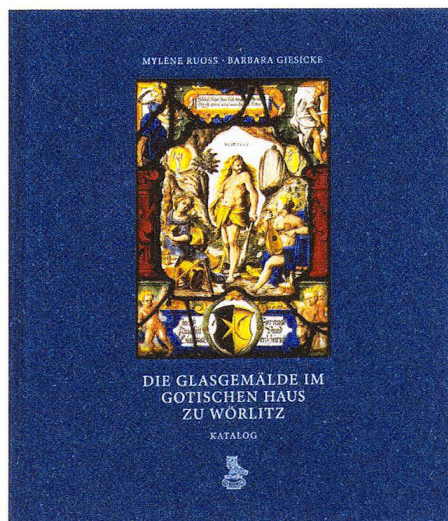 MYLÈNE RUOSS · BARBARA GIESICKE
DIE GLASGEMÄLDE IM
GOTISCHEN HAUS
ZU WÖRLITZ
KATALOG